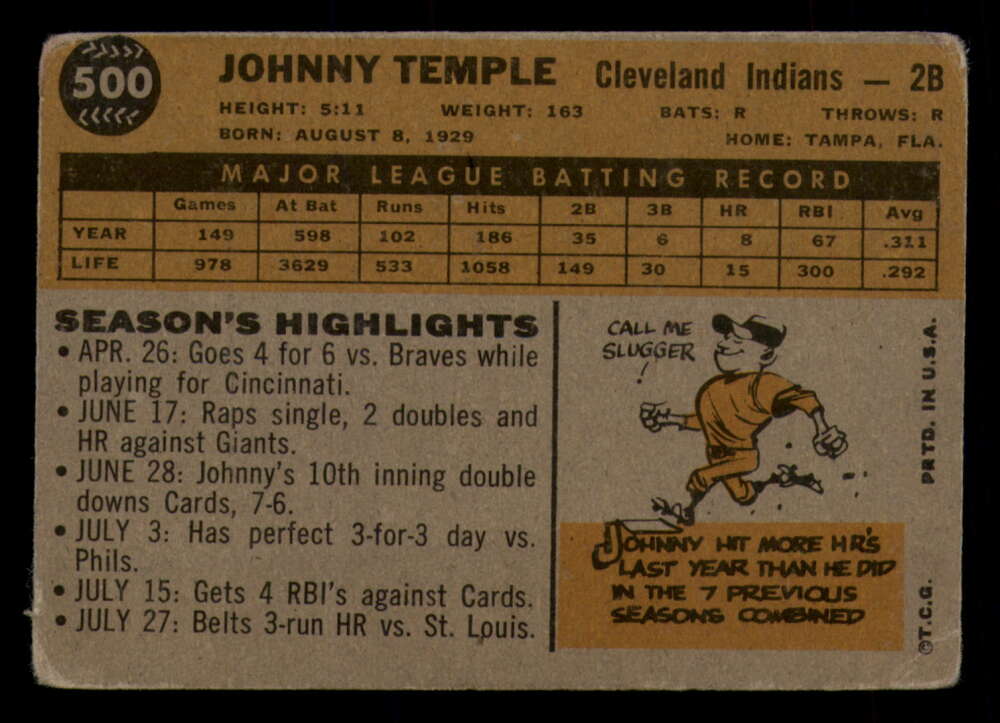 500
JOHNNY TEMPLE Cleveland Indians — 2B
HEIGHT: 5:11 WEIGHT: 163 BATS: R THROWS: R
BORN: AUGUST 8, 1929 HOME: TAMPA, FLA.
MAJOR LEAGUE BATTING RECORD
Games At Bat Runs Hits 2B 3B HR RBI Avg
YEAR 149 598 102 186 35 6 8 67 .311
LIFE 978 3629 533 1058 149 30 15 300 .292
SEASON'S HIGHLIGHTS
• APR. 26: Goes 4 for 6 vs. Braves while
playing for Cincinnati.
• JUNE 17: Raps single, 2 doubles and
HR against Giants.
• JUNE 28: Johnny's 10th inning double
downs Cards, 7-6.
• JULY 3: Has perfect 3-for-3 day vs.
Phils.
• JULY 15: Gets 4 RBI's against Cards.
• JULY 27: Belts 3-run HR vs. St. Louis.
CALL ME
SLUGGER
JOHNNY HIT MORE HR'S
LAST YEAR THAN HE DID
IN THE 7 PREVIOUS
SEASONS COMBINED
PRTD. IN U.S.A.
©T.C.G.